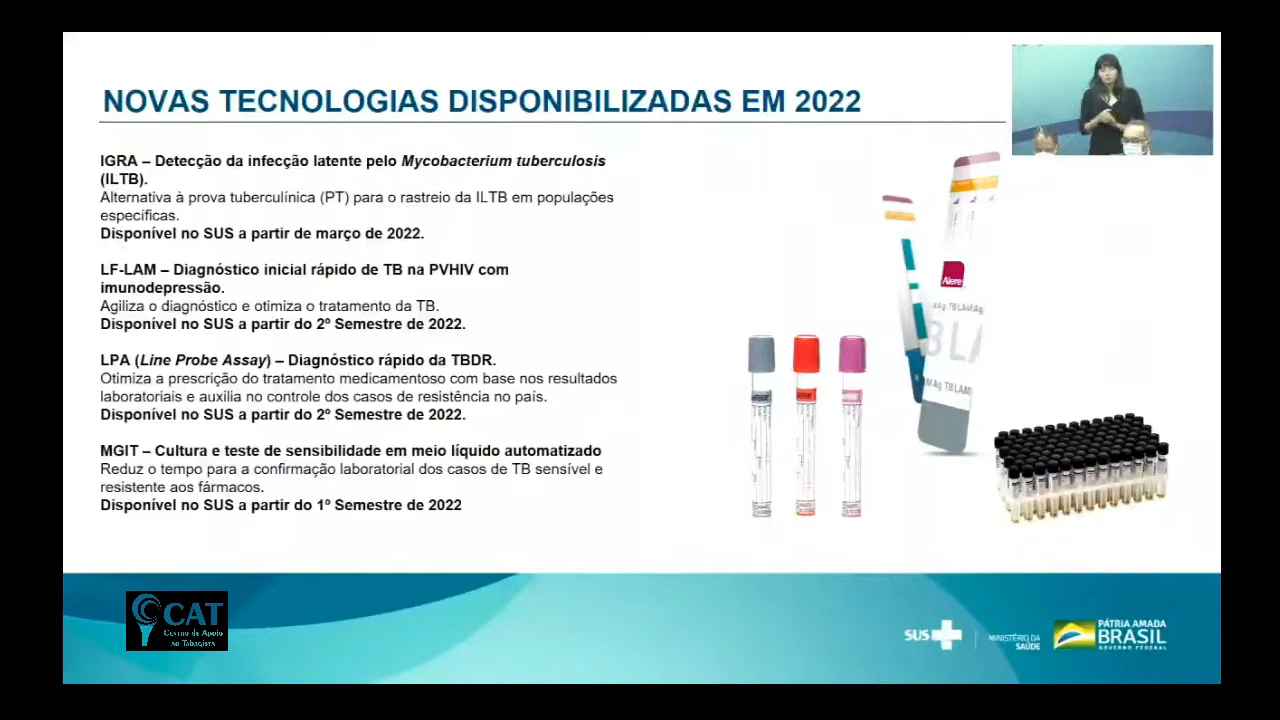 NOVAS TECNOLOGIAS DISPONIBILIZADAS EM 2022
IGRA – Detecção da infecção latente pelo Mycobacterium tuberculosis
(ILTB).
Alternativa à prova tuberculínica (PT) para o rastreio da ILTB em populações
específicas.
Disponível no SUS a partir de março de 2022.
LF-LAM – Diagnóstico inicial rápido de TB na PVHIV com
imunodepressão.
Agiliza o diagnóstico e otimiza o tratamento da TB.
Disponível no SUS a partir do 2º Semestre de 2022.
LPA (Line Probe Assay) – Diagnóstico rápido da TBDR.
Otimiza a prescrição do tratamento medicamentoso com base nos resultados
laboratoriais e auxilia no controle dos casos de resistência no país.
Disponível no SUS a partir do 2º Semestre de 2022.
MGIT – Cultura e teste de sensibilidade em meio líquido automatizado
Reduz o tempo para a confirmação laboratorial dos casos de TB sensível e
resistente aos fármacos.
Disponível no SUS a partir do 1º Semestre de 2022
Alere
Ag TB LAM
CAT
Centro de Apoio
ao Tabagista
SUS
MINISTÉRIO DA
SAÚDE
PÁTRIA AMADA
BRASIL
GOVERNO FEDERAL